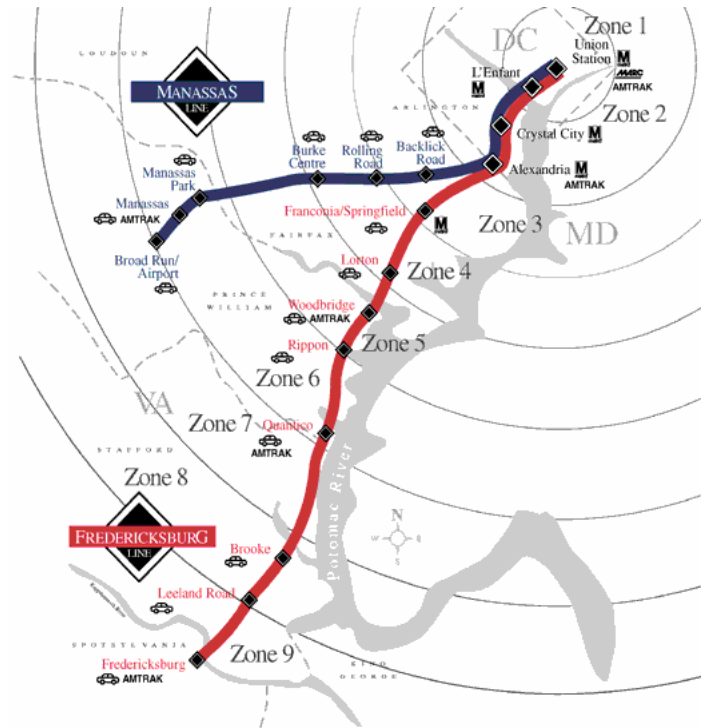 LOUDOUN
DC
Zone 1
Union
Station
M
MARC
AMTRAK
L'Enfant
M
MANASSAS
LINE
ARLINGTON
Zone 2
Crystal City
M
Burke
Centre
Rolling
Road
Backlick
Road
Manassas
Park
Alexandria
M
AMTRAK
Manassas
AMTRAK
Franconia/Springfield
M
Zone 3
MD
FAIRFAX
Broad Run/
Airport
Lorton
Zone 4
PRINCE
WILLIAM
Woodbridge
AMTRAK
Rippon
Zone 5
Zone 6
VA
Zone 7
Quantico
AMTRAK
STAFFORD
Zone 8
Potomac River
N
W
E
S
FREDERICKSBURG
LINE
Brooke
Leeland Road
Rappahannock River
SPOTSYLVANIA
Zone 9
Fredericksburg
AMTRAK
KING
GEORGE